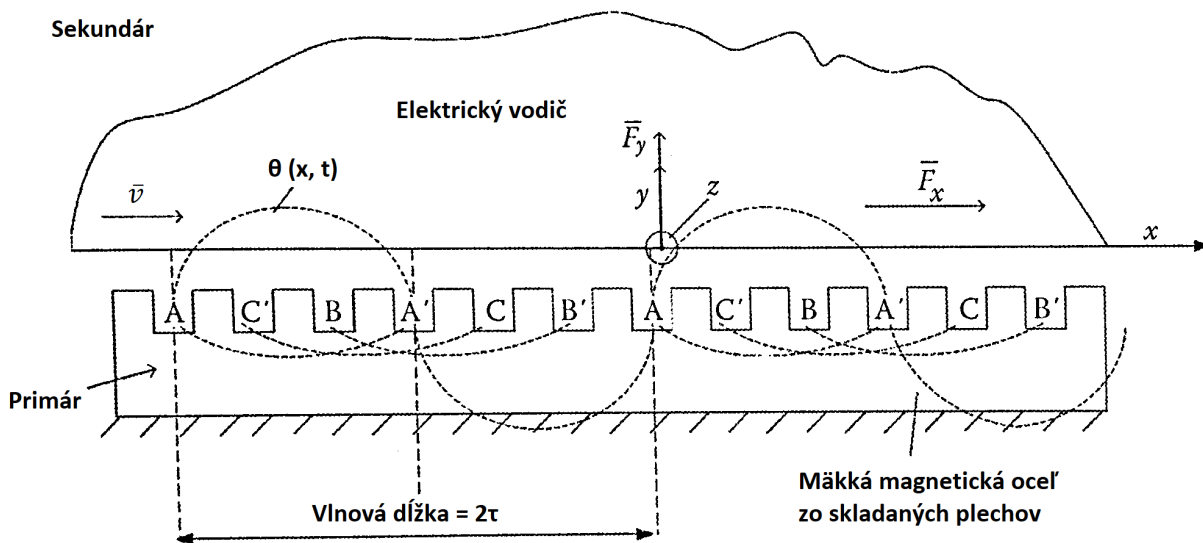 Sekundár
Elektrický vodič
F̅y
θ (x, t)
v̅
y
z
F̅x
x
A C′ B A′ C B′ A C′ B A′ C B′
Primár
Mäkká magnetická oceľ
zo skladaných plechov
Vlnová dĺžka = 2τ